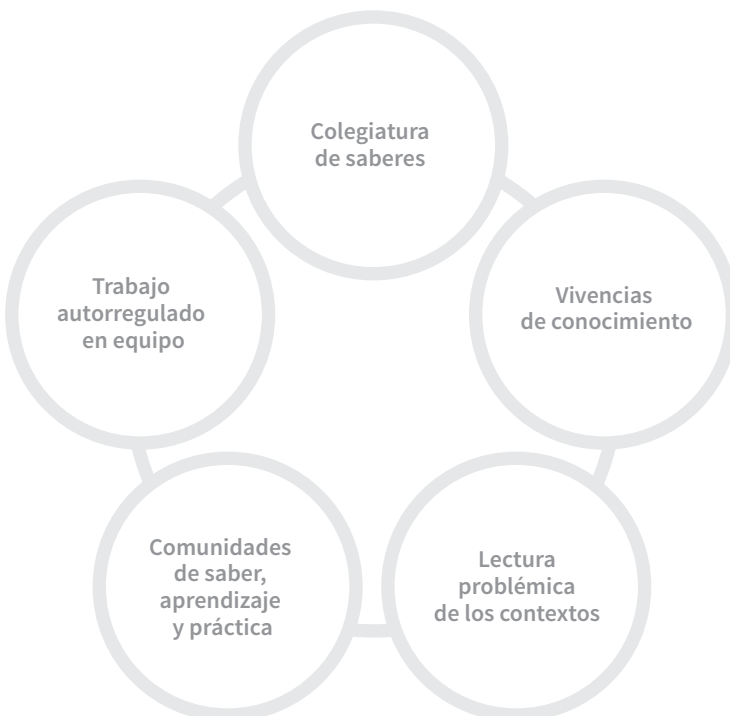 Colegiatura
de saberes
Vivencias
de conocimiento
Lectura
problémica
de los contextos
Comunidades
de saber,
aprendizaje
y práctica
Trabajo
autorregulado
en equipo